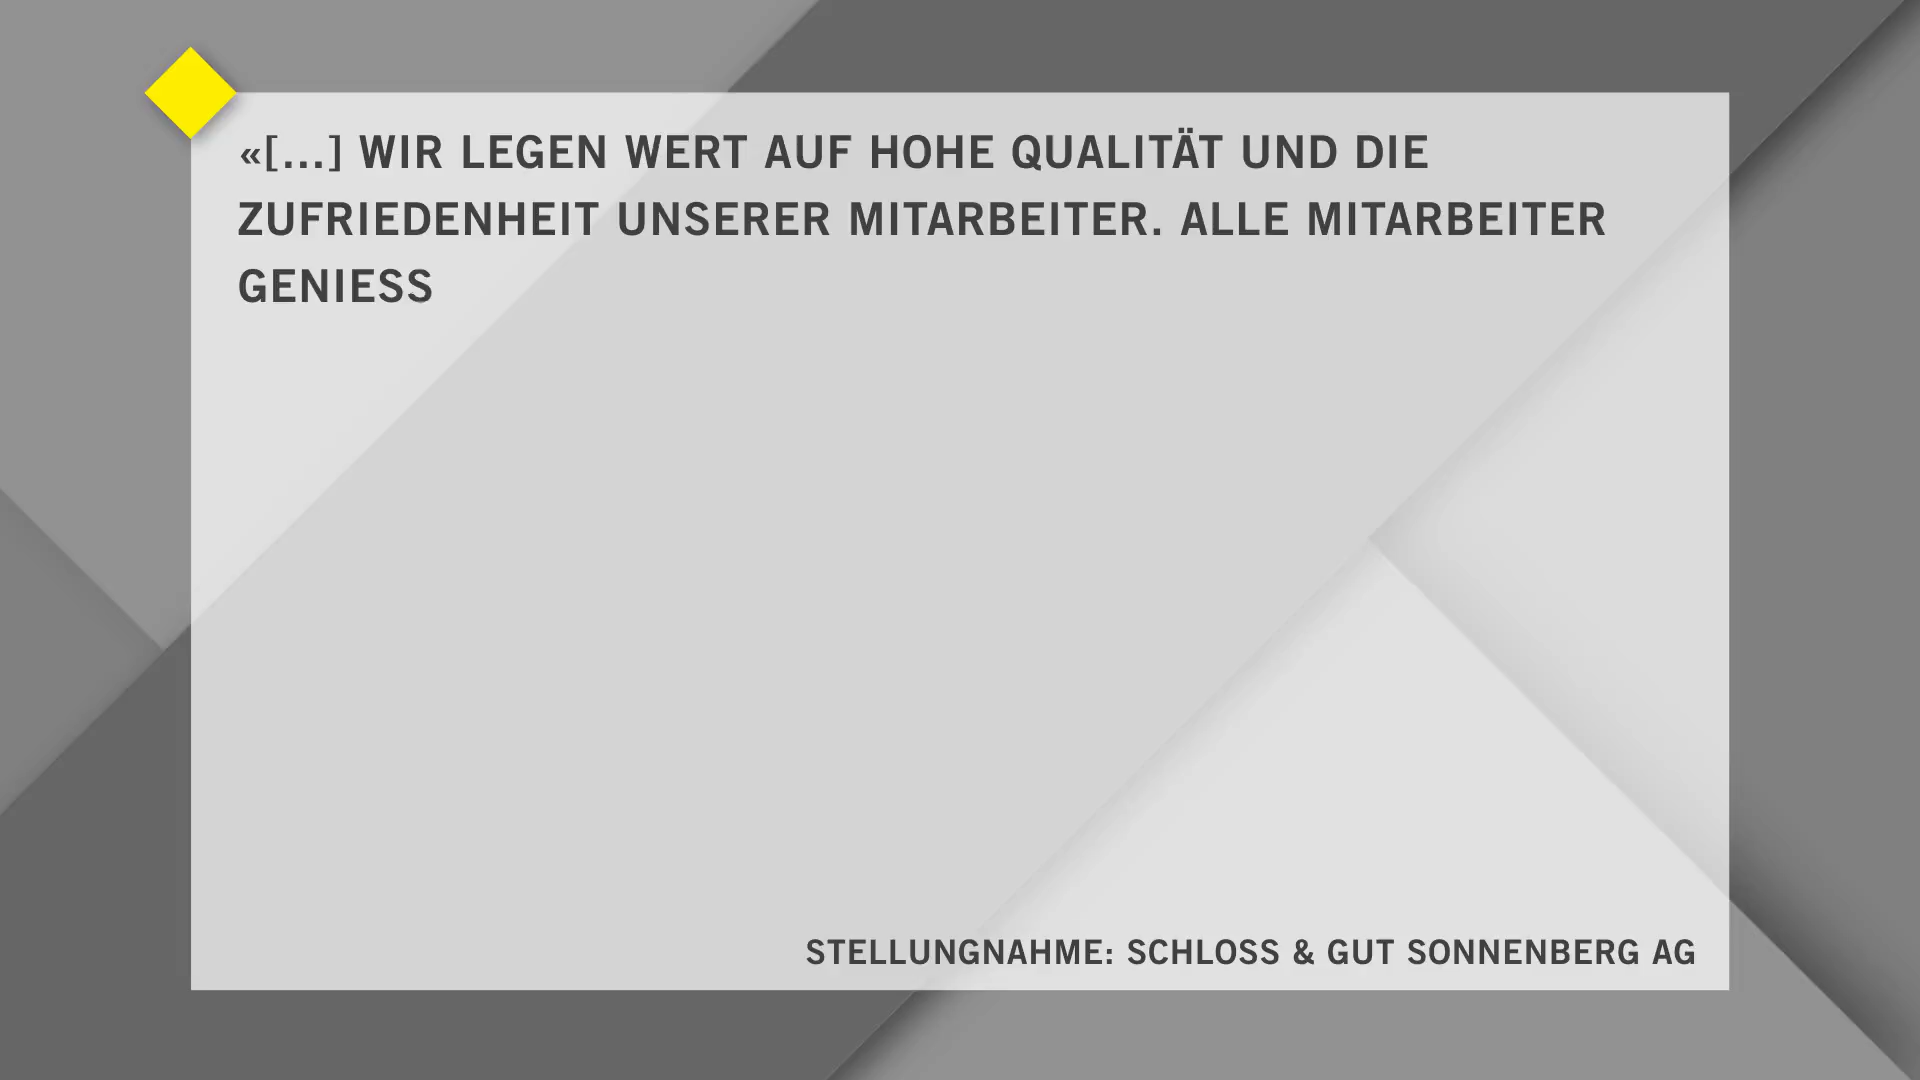 «[...] WIR LEGEN WERT AUF HOHE QUALITÄT UND DIE
ZUFRIEDENHEIT UNSERER MITARBEITER. ALLE MITARBEITER
GENIESS
STELLUNGNAHME: SCHLOSS & GUT SONNENBERG AG